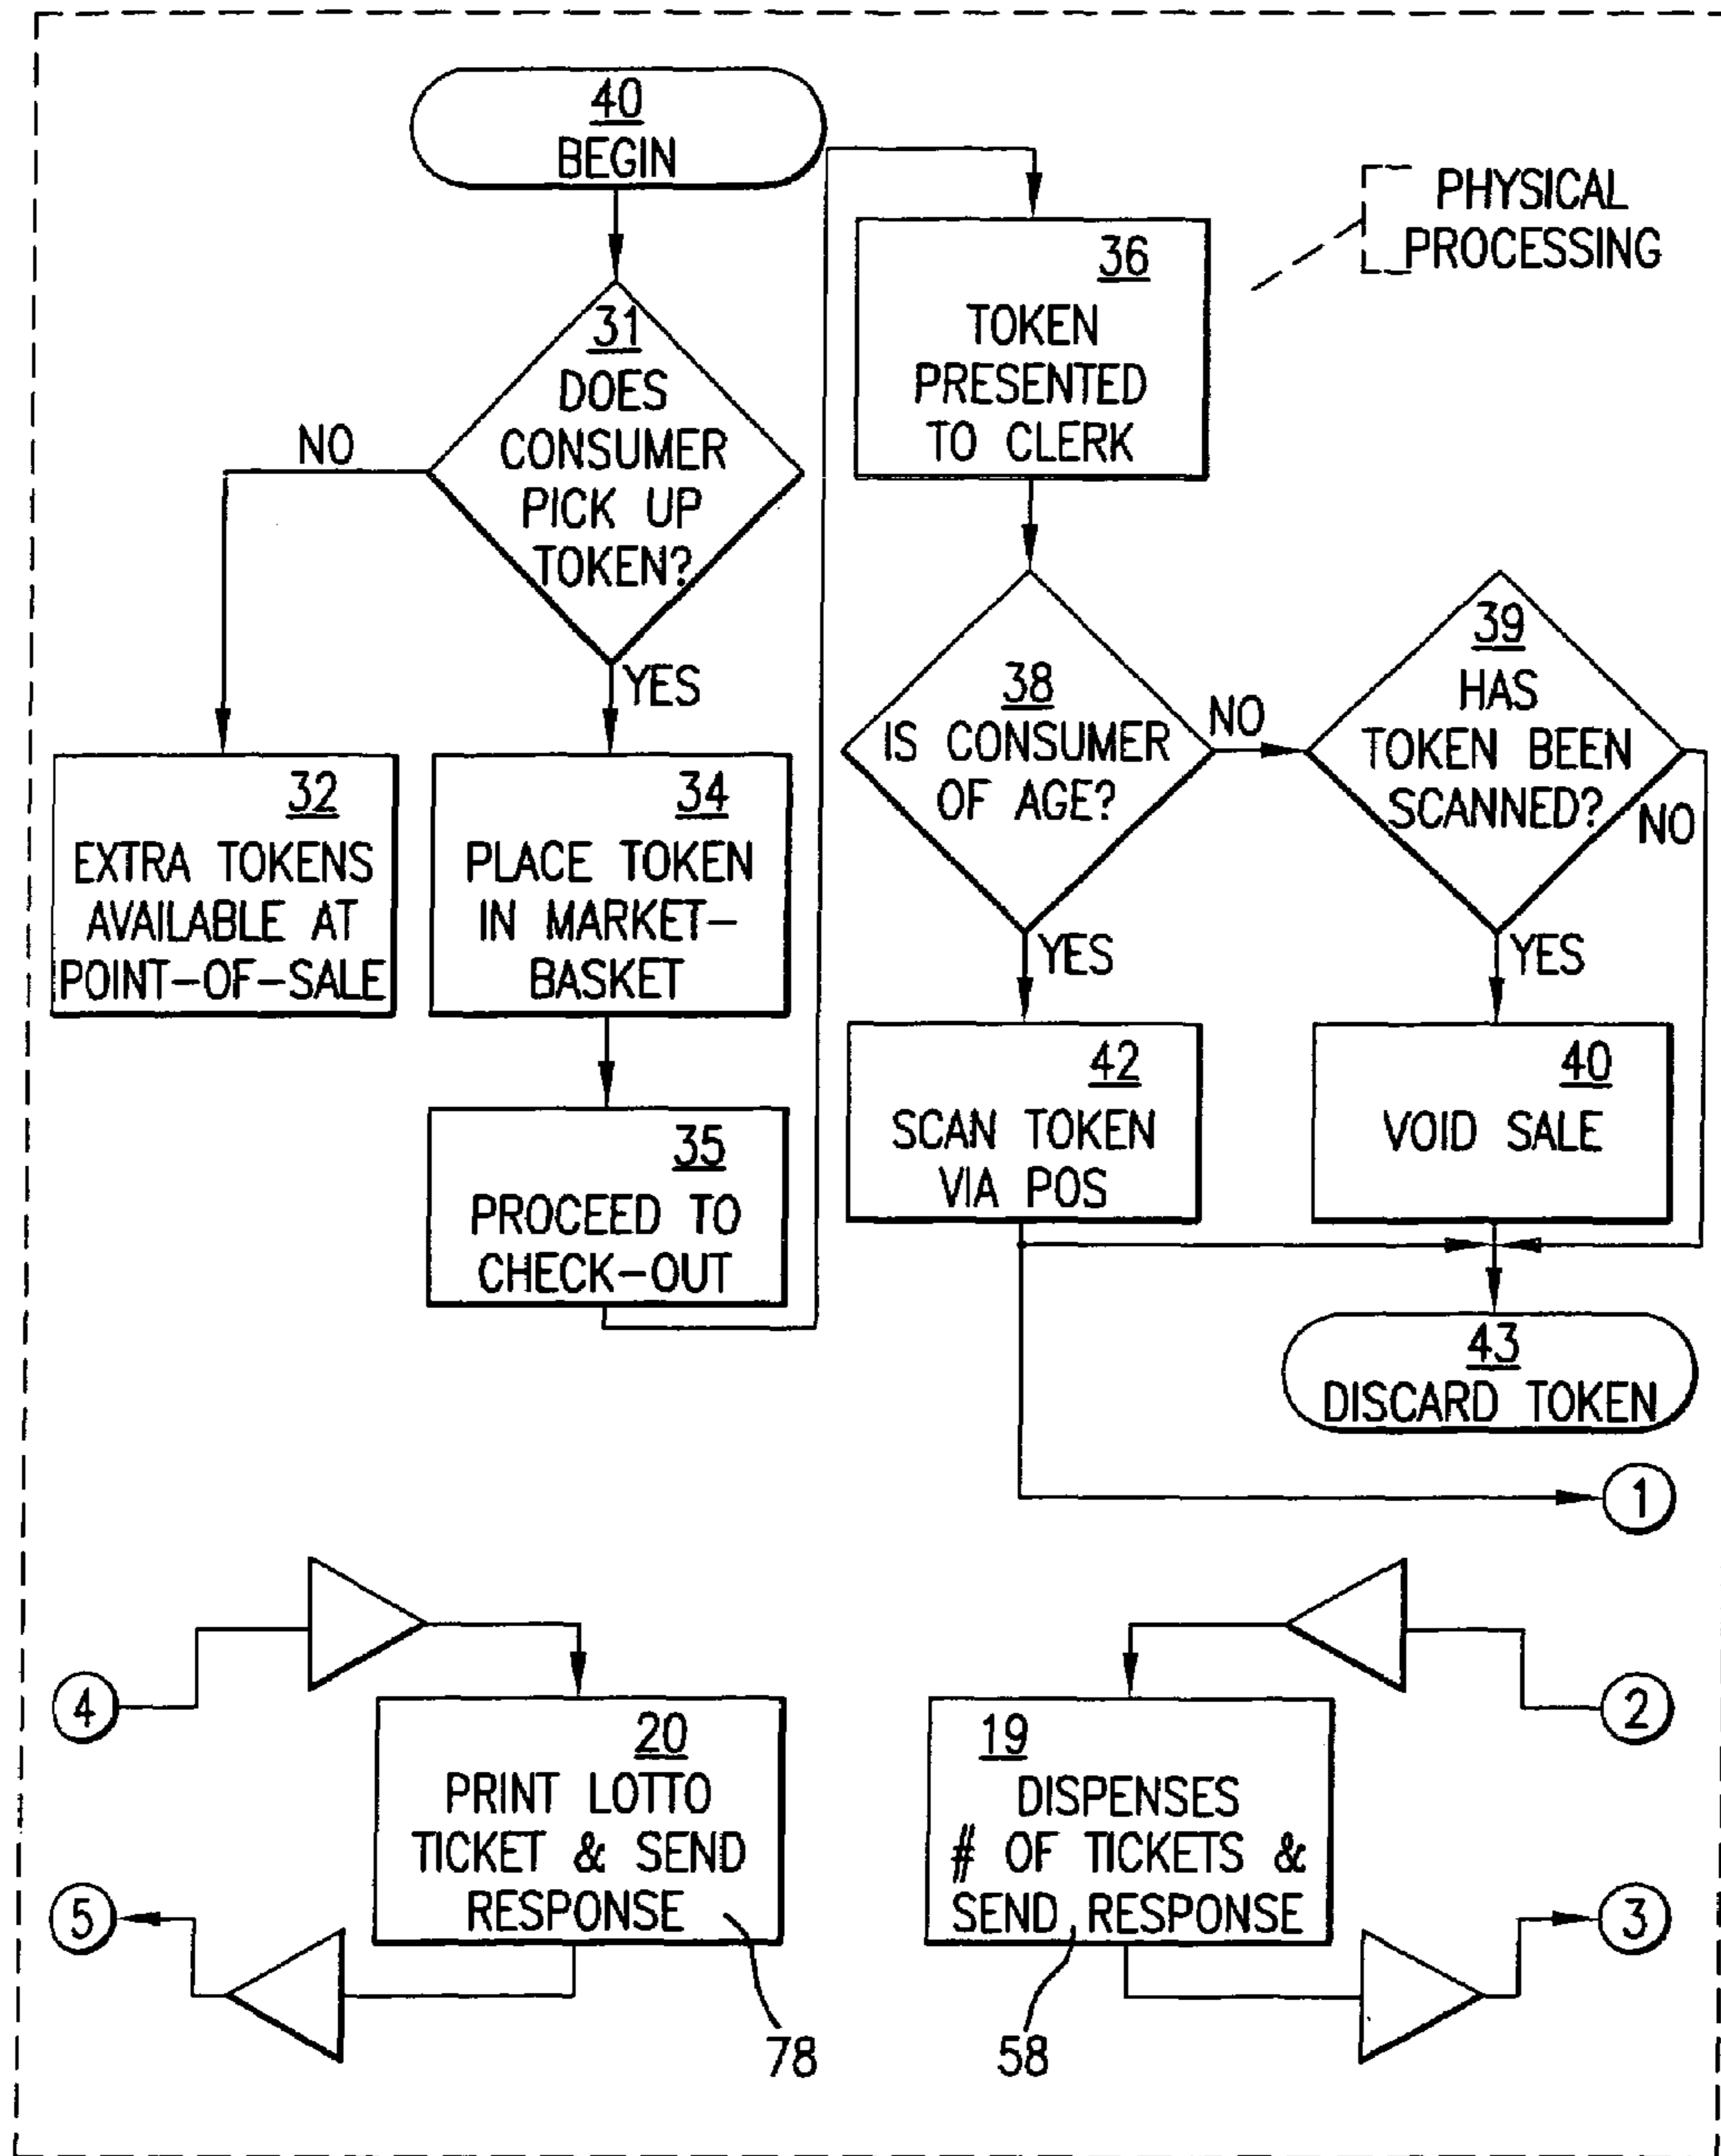 40
BEGIN
PHYSICAL
PROCESSING
31
DOES
CONSUMER
PICK UP
TOKEN?
NO
YES
32
EXTRA TOKENS
AVAILABLE AT
POINT-OF-SALE
34
PLACE TOKEN
IN MARKET-
BASKET
35
PROCEED TO
CHECK-OUT
36
TOKEN
PRESENTED
TO CLERK
38
IS CONSUMER
OF AGE?
NO
YES
39
HAS
TOKEN BEEN
SCANNED?
NO
YES
42
SCAN TOKEN
VIA POS
40
VOID SALE
43
DISCARD TOKEN
1
4
20
PRINT LOTTO
TICKET & SEND
RESPONSE
5
78
2
19
DISPENSES
# OF TICKETS &
SEND RESPONSE
3
58